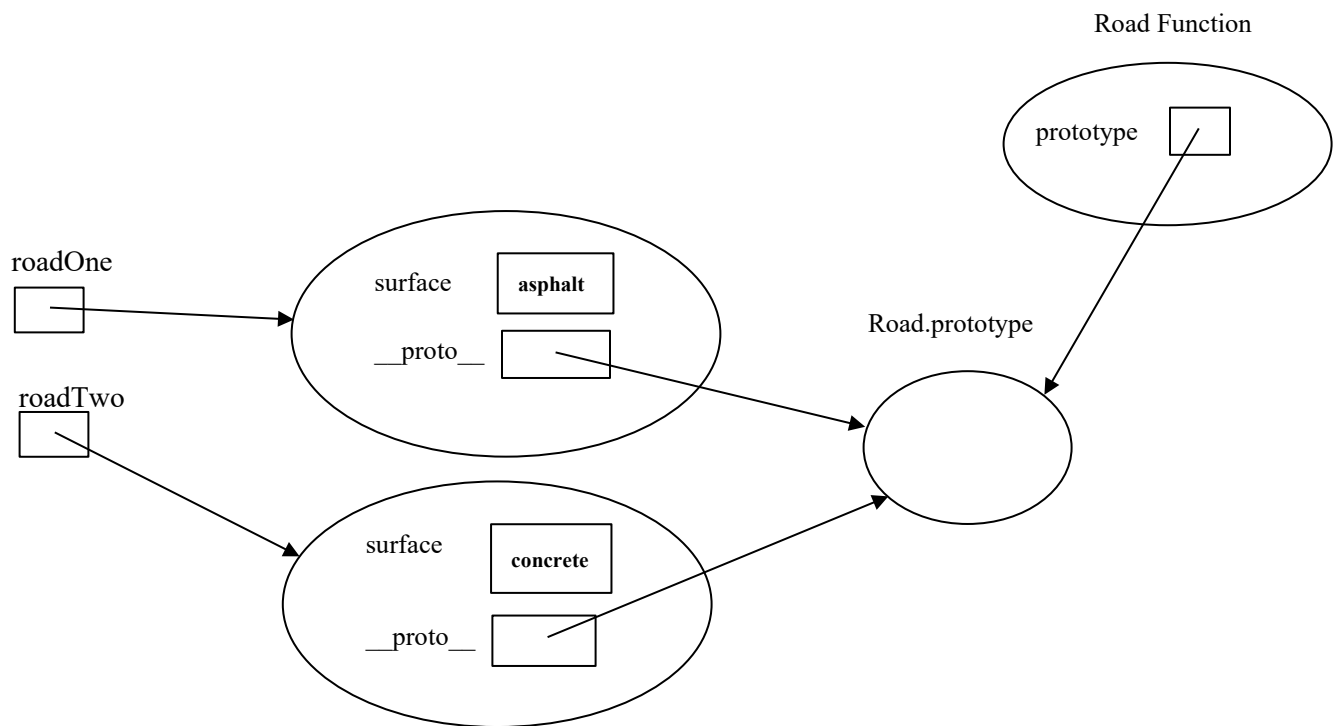 Road Function
prototype
roadOne
surface
asphalt
Road.prototype
__proto__
roadTwo
surface
concrete
__proto__